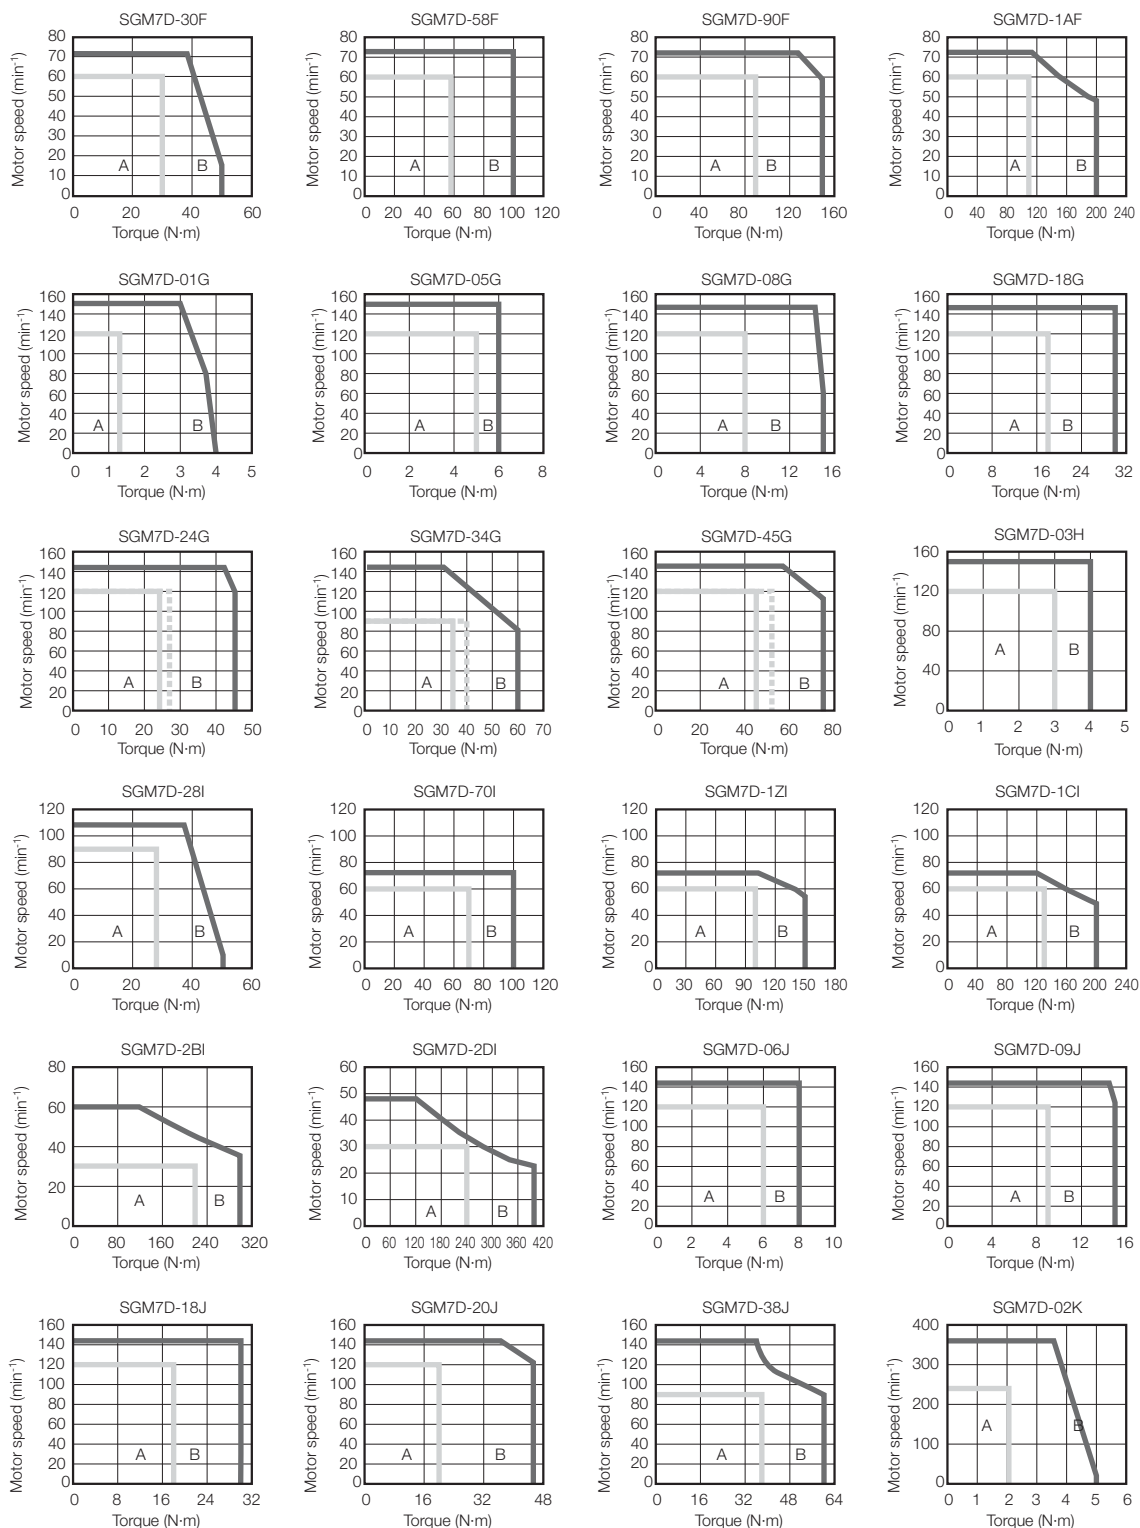 SGM7D-30F
Motor speed (min-1)
80
70
60
50
40
30
20
10
0
A
B
0 20 40 60
Torque (N·m)
SGM7D-58F
Motor speed (min-1)
80
70
60
50
40
30
20
10
0
A
B
0 20 40 60 80 100 120
Torque (N·m)
SGM7D-90F
Motor speed (min-1)
80
70
60
50
40
30
20
10
0
A
B
0 40 80 120 160
Torque (N·m)
SGM7D-1AF
Motor speed (min-1)
80
70
60
50
40
30
20
10
0
A
B
0 40 80 120 160 200 240
Torque (N·m)
SGM7D-01G
Motor speed (min-1)
160
140
120
100
80
60
40
20
0
A
B
0 1 2 3 4 5
Torque (N·m)
SGM7D-05G
Motor speed (min-1)
160
140
120
100
80
60
40
20
0
A
B
0 2 4 6 8
Torque (N·m)
SGM7D-08G
Motor speed (min-1)
160
140
120
100
80
60
40
20
0
A
B
0 4 8 12 16
Torque (N·m)
SGM7D-18G
Motor speed (min-1)
160
140
120
100
80
60
40
20
0
A
B
0 8 16 24 32
Torque (N·m)
SGM7D-24G
Motor speed (min-1)
160
140
120
100
80
60
40
20
0
A
B
0 10 20 30 40 50
Torque (N·m)
SGM7D-34G
Motor speed (min-1)
160
140
120
100
80
60
40
20
0
A
B
0 10 20 30 40 50 60 70
Torque (N·m)
SGM7D-45G
Motor speed (min-1)
160
140
120
100
80
60
40
20
0
A
B
0 20 40 60 80
Torque (N·m)
SGM7D-03H
Motor speed (min-1)
160
120
80
40
0
A
B
0 1 2 3 4 5
Torque (N·m)
SGM7D-28I
Motor speed (min-1)
120
100
80
60
40
20
0
A
B
0 20 40 60
Torque (N·m)
SGM7D-70I
Motor speed (min-1)
120
100
80
60
40
20
0
A
B
0 20 40 60 80 100 120
Torque (N·m)
SGM7D-1ZI
Motor speed (min-1)
120
100
80
60
40
20
0
A
B
0 30 60 90 120 150 180
Torque (N·m)
SGM7D-1CI
Motor speed (min-1)
120
100
80
60
40
20
0
A
B
0 40 80 120 160 200 240
Torque (N·m)
SGM7D-2BI
Motor speed (min-1)
80
60
40
20
0
A
B
0 80 160 240 320
Torque (N·m)
SGM7D-2DI
Motor speed (min-1)
60
50
40
30
20
10
0
A
B
0 60 120 180 240 300 360 420
Torque (N·m)
SGM7D-06J
Motor speed (min-1)
160
140
120
100
80
60
40
20
0
A
B
0 2 4 6 8 10
Torque (N·m)
SGM7D-09J
Motor speed (min-1)
160
140
120
100
80
60
40
20
0
A
B
0 4 8 12 16
Torque (N·m)
SGM7D-18J
Motor speed (min-1)
160
140
120
100
80
60
40
20
0
A
B
0 8 16 24 32
Torque (N·m)
SGM7D-20J
Motor speed (min-1)
160
140
120
100
80
60
40
20
0
A
B
0 16 32 48
Torque (N·m)
SGM7D-38J
Motor speed (min-1)
160
140
120
100
80
60
40
20
0
A
B
0 16 32 48 64
Torque (N·m)
SGM7D-02K
Motor speed (min-1)
400
300
200
100
0
A
B
0 1 2 3 4 5 6
Torque (N·m)